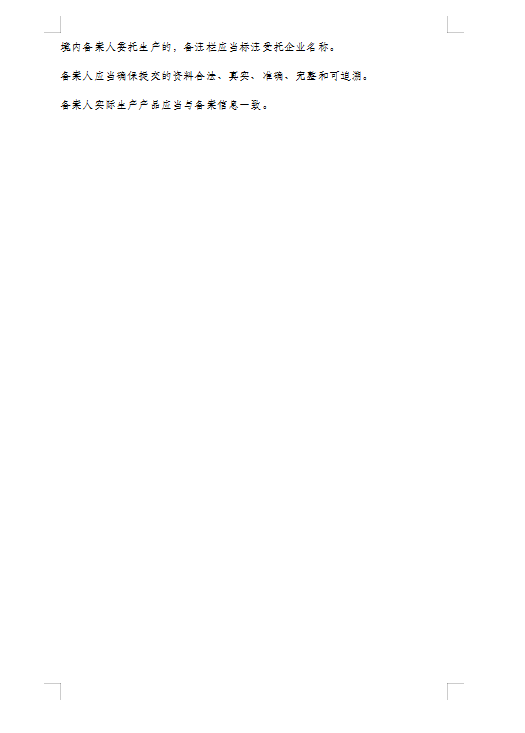 境内备案人委托生产的，备注栏应当标注受托企业名称。
备案人应当确保提交的资料合法、真实、准确、完整和可追溯。
备案人实际生产产品应当与备案信息一致。